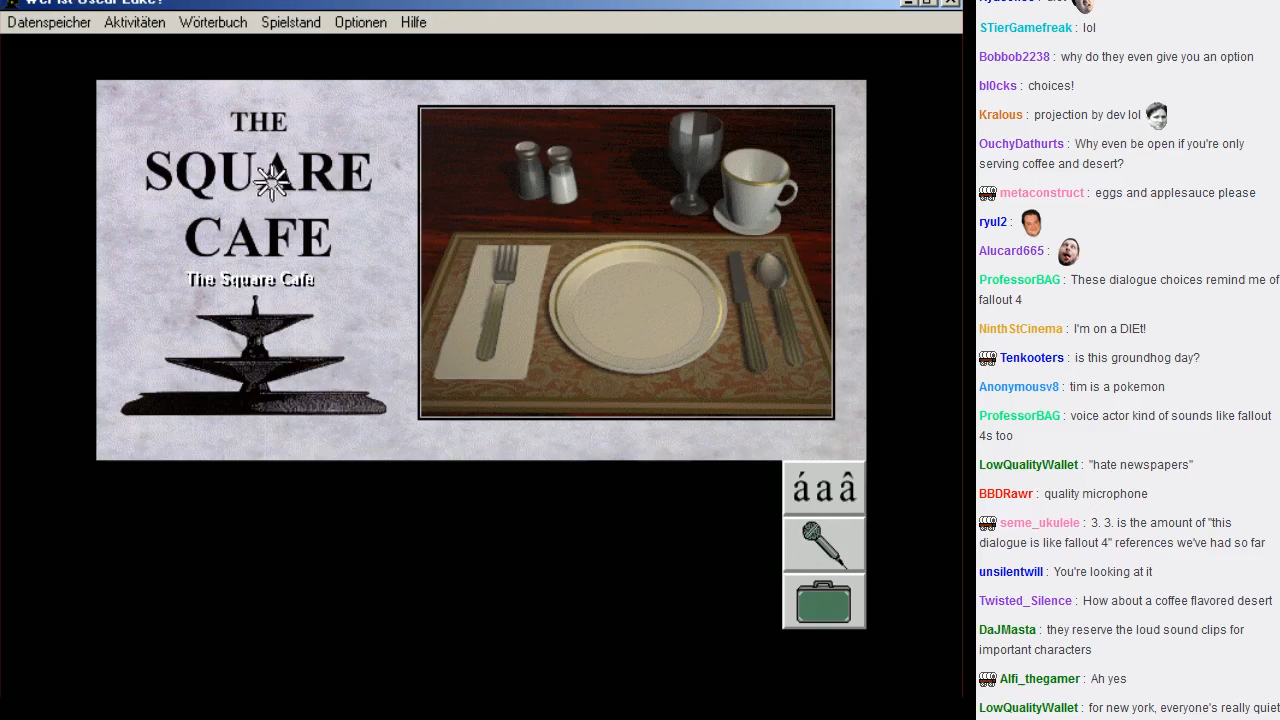 Wer ist Oscar Lake?
Datenspeicher Aktivitäten Wörterbuch Spielstand Optionen Hilfe
THE
SQUARE
CAFE
The Square Cafe
á a â
STierGamefreak : lol
Bobbob2238 : why do they even give you an option
bl0cks : choices!
Kralous : projection by dev lol
OuchyDathurts : Why even be open if you're only
serving coffee and desert?
metaconstruct : eggs and applesauce please
ryul2 :
Alucard665 :
ProfessorBAG : These dialogue choices remind me of
fallout 4
NinthStCinema : I'm on a DIEt!
Tenkooters : is this groundhog day?
Anonymousv8 : tim is a pokemon
ProfessorBAG : voice actor kind of sounds like fallout
4s too
LowQualityWallet : "hate newspapers"
BBDRawr : quality microphone
seme_ukulele : 3. 3. is the amount of "this
dialogue is like fallout 4" references we've had so far
unsilentwill : You're looking at it
Twisted_Silence : How about a coffee flavored desert
DaJMasta : they reserve the loud sound clips for
important characters
Alfi_thegamer : Ah yes
LowQualityWallet : for new york, everyone's really quiet